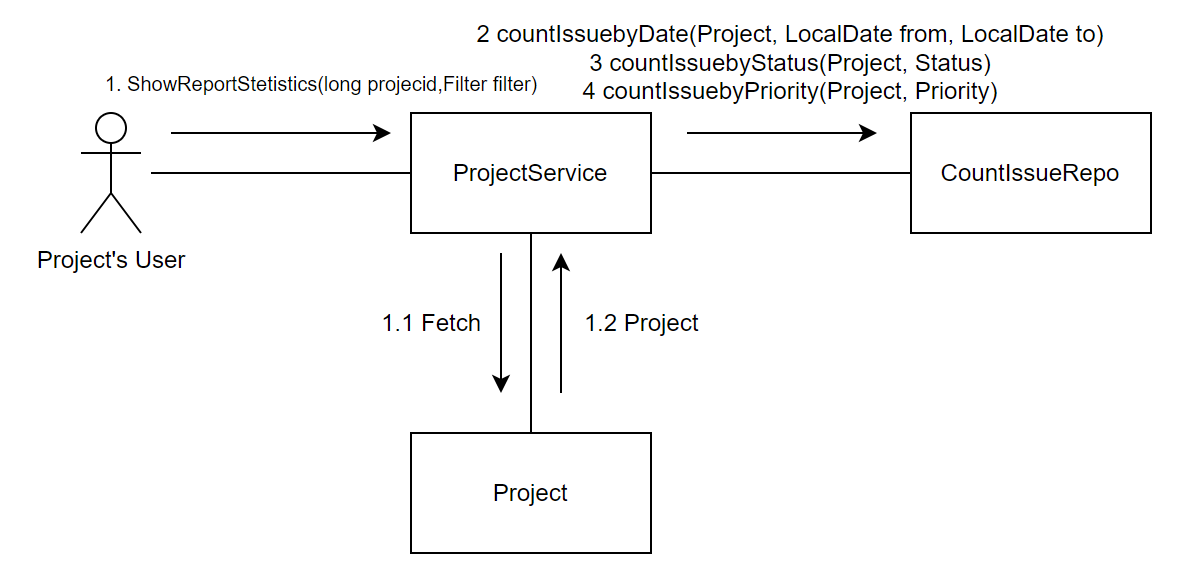 2 countIssuebyDate(Project, LocalDate from, LocalDate to)
3 countIssuebyStatus(Project, Status)
4 countIssuebyPriority(Project, Priority)
1. ShowReportStetistics(long projecid,Filter filter)
ProjectService
CountIssueRepo
Project's User
1.1 Fetch
1.2 Project
Project